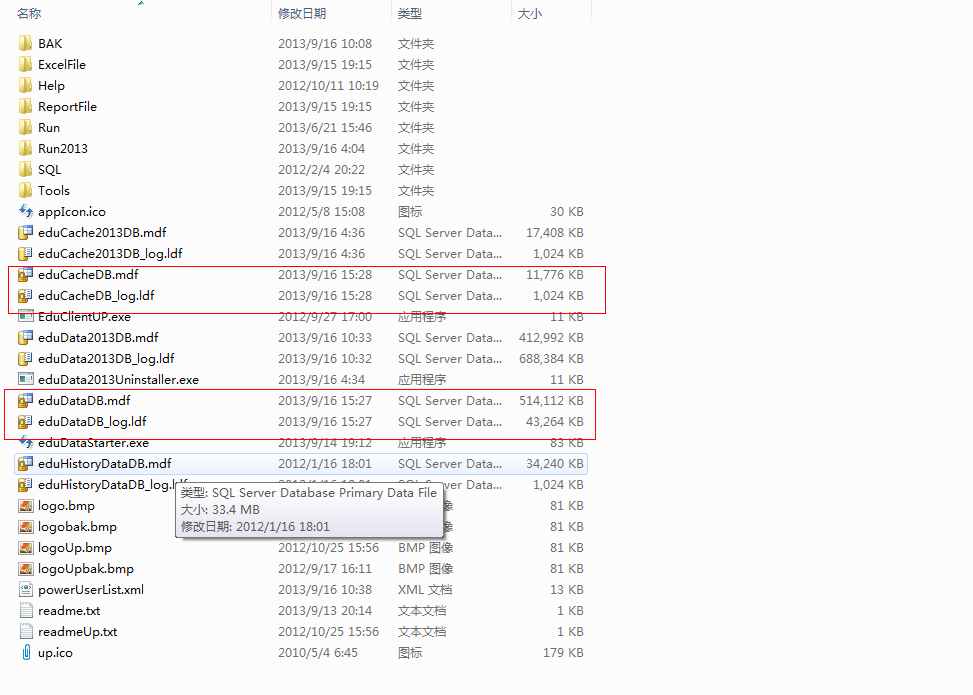 名称 修改日期 类型 大小
BAK 2013/9/16 10:08 文件夹
ExcelFile 2013/9/15 19:15 文件夹
Help 2012/10/11 10:19 文件夹
ReportFile 2013/9/15 19:15 文件夹
Run 2013/6/21 15:46 文件夹
Run2013 2013/9/16 4:04 文件夹
SQL 2012/2/4 20:22 文件夹
Tools 2013/9/15 19:15 文件夹
appIcon.ico 2012/5/8 15:08 图标 30 KB
eduCache2013DB.mdf 2013/9/16 4:36 SQL Server Data... 17,408 KB
eduCache2013DB_log.ldf 2013/9/16 4:36 SQL Server Data... 1,024 KB
eduCacheDB.mdf 2013/9/16 15:28 SQL Server Data... 11,776 KB
eduCacheDB_log.ldf 2013/9/16 15:28 SQL Server Data... 1,024 KB
EduClientUP.exe 2012/9/27 17:00 应用程序 11 KB
eduData2013DB.mdf 2013/9/16 10:33 SQL Server Data... 412,992 KB
eduData2013DB_log.ldf 2013/9/16 10:32 SQL Server Data... 688,384 KB
eduData2013Uninstaller.exe 2013/9/16 4:34 应用程序 11 KB
eduDataDB.mdf 2013/9/16 15:27 SQL Server Data... 514,112 KB
eduDataDB_log.ldf 2013/9/16 15:27 SQL Server Data... 43,264 KB
eduDataStarter.exe 2013/9/14 19:12 应用程序 83 KB
eduHistoryDataDB.mdf 2012/1/16 18:01 SQL Server Data... 34,240 KB
eduHistoryDataDB_log.ldf 2012/1/16 18:01 SQL Server Data... 1,024 KB
类型: SQL Server Database Primary Data File
大小: 33.4 MB
修改日期: 2012/1/16 18:01
logo.bmp 像 81 KB
logobak.bmp 像 81 KB
logoUp.bmp 2012/10/25 15:56 BMP 图像 81 KB
logoUpbak.bmp 2012/9/17 16:11 BMP 图像 81 KB
powerUserList.xml 2013/9/16 10:38 XML 文档 13 KB
readme.txt 2013/9/13 20:14 文本文档 1 KB
readmeUp.txt 2012/10/25 15:56 文本文档 1 KB
up.ico 2010/5/4 6:45 图标 179 KB